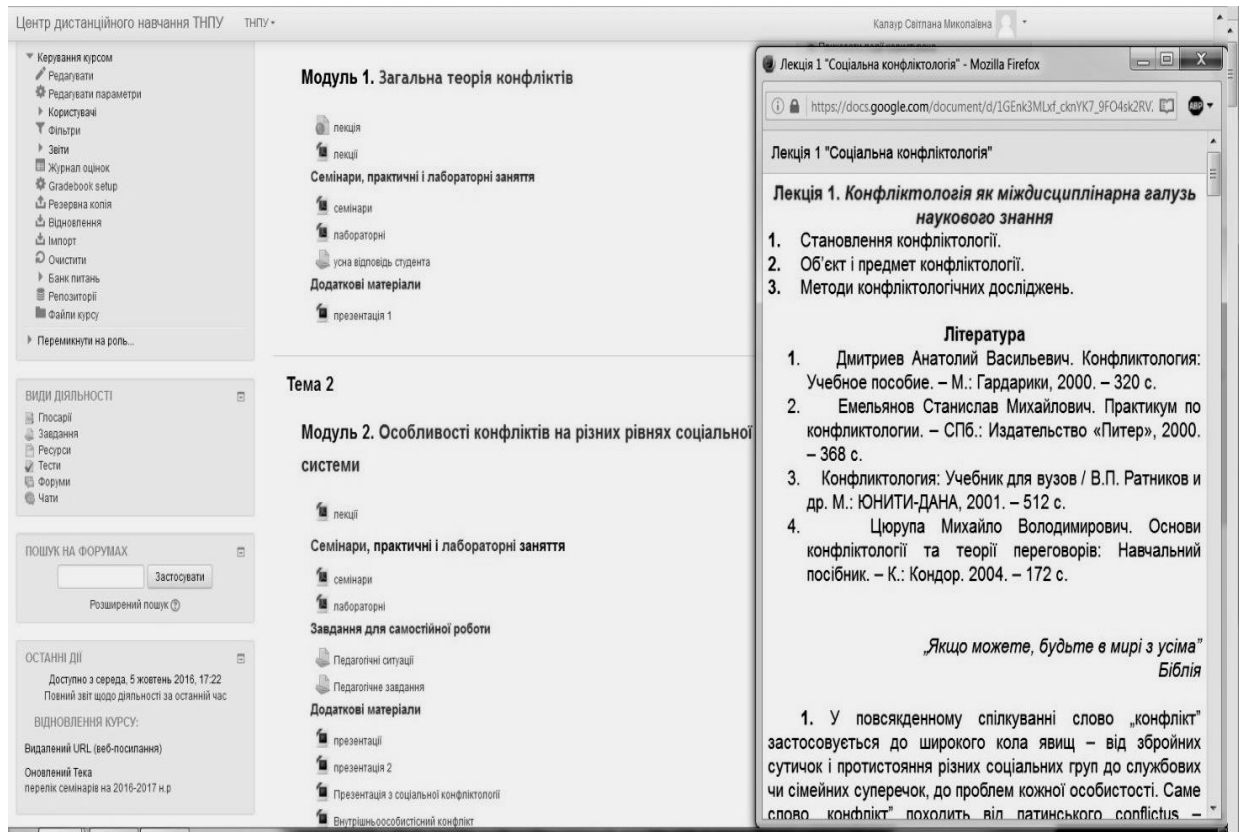 Центр дистанційного навчання ТНПУ
ТНПУ
Калаур Світлана Миколаївна
Керування курсом
Редагувати
Редагувати параметри
Користувачі
Фільтри
Звіти
Журнал оцінок
Gradebook setup
Резервна копія
Відновлення
Імпорт
Очистити
Банк питань
Репозиторії
Файли курсу
Перемикнути на роль...
ВИДИ ДІЯЛЬНОСТІ
Глосарії
Завдання
Ресурси
Тести
Форуми
Чати
ПОШУК НА ФОРУМАХ
Застосувати
Розширений пошук
ОСТАННІ ДІЇ
Доступно з середа, 5 жовтень 2016, 17:22
Повний звіт щодо діяльності за останній час
ВІДНОВЛЕННЯ КУРСУ:
Видалений URL (веб-посилання)
Оновлений Тека
перелік семінарів на 2016-2017 н.р
Модуль 1. Загальна теорія конфліктів
лекція
лекції
Семінари, практичні і лабораторні заняття
семінари
лабораторні
усна відповідь студента
Додаткові матеріали
презентація 1
Тема 2
Модуль 2. Особливості конфліктів на різних рівнях соціальної
системи
лекції
Семінари, практичні і лабораторні заняття
семінари
лабораторні
Завдання для самостійної роботи
Педагогічні ситуації
Педагогічне завдання
Додаткові матеріали
презентації
презентація 2
Презентація з соціальної конфліктології
Внутрішньоособистісний конфлікт
Лекція 1 "Соціальна конфліктологія" - Mozilla Firefox
https://docs.google.com/document/d/1GEnk3MLxf_cknYK7_9FO4sk2RV.
ABP
Лекція 1 "Соціальна конфліктологія"
Лекція 1. Конфліктологія як міждисциплінарна галузь
наукового знання
1. Становлення конфліктології.
2. Об'єкт і предмет конфліктології.
3. Методи конфліктологічних досліджень.
Література
1. Дмитриев Анатолий Васильевич. Конфликтология:
Учебное пособие. – М.: Гардарики, 2000. – 320 с.
2. Емельянов Станислав Михайлович. Практикум по
конфликтологии. – СПб.: Издательство «Питер», 2000.
– 368 с.
3. Конфликтология: Учебник для вузов / В.П. Ратников и
др. М.: ЮНИТИ-ДАНА, 2001. – 512 с.
4. Цюрупа Михайло Володимирович. Основи
конфліктології та теорії переговорів: Навчальний
посібник. – К.: Кондор. 2004. – 172 с.
„Якщо можете, будьте в мирі з усіма"
Біблія
1. У повсякденному спілкуванні слово „конфлікт"
застосовується до широкого кола явищ – від збройних
сутичок і протистояння різних соціальних груп до службових
чи сімейних суперечок, до проблем кожної особистості. Саме
слово „конфлікт" походить від латинського conflictus –